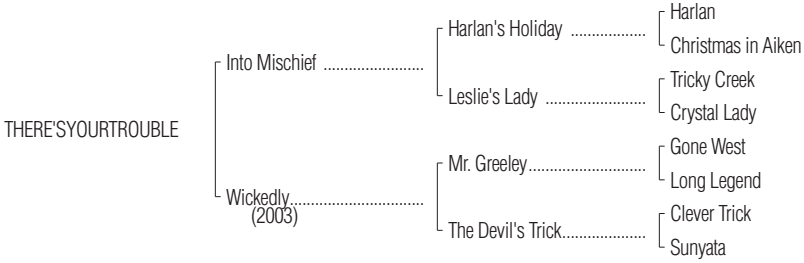 Harlan
Harlan's Holiday ....................
Christmas in Aiken
Into Mischief ...........................
Tricky Creek
Leslie's Lady ...........................
Crystal Lady
THERE'SYOURTROUBLE
Gone West
Mr. Greeley................................
Long Legend
Wickedly....................................
(2003)
Clever Trick
The Devil's Trick.......................
Sunyata